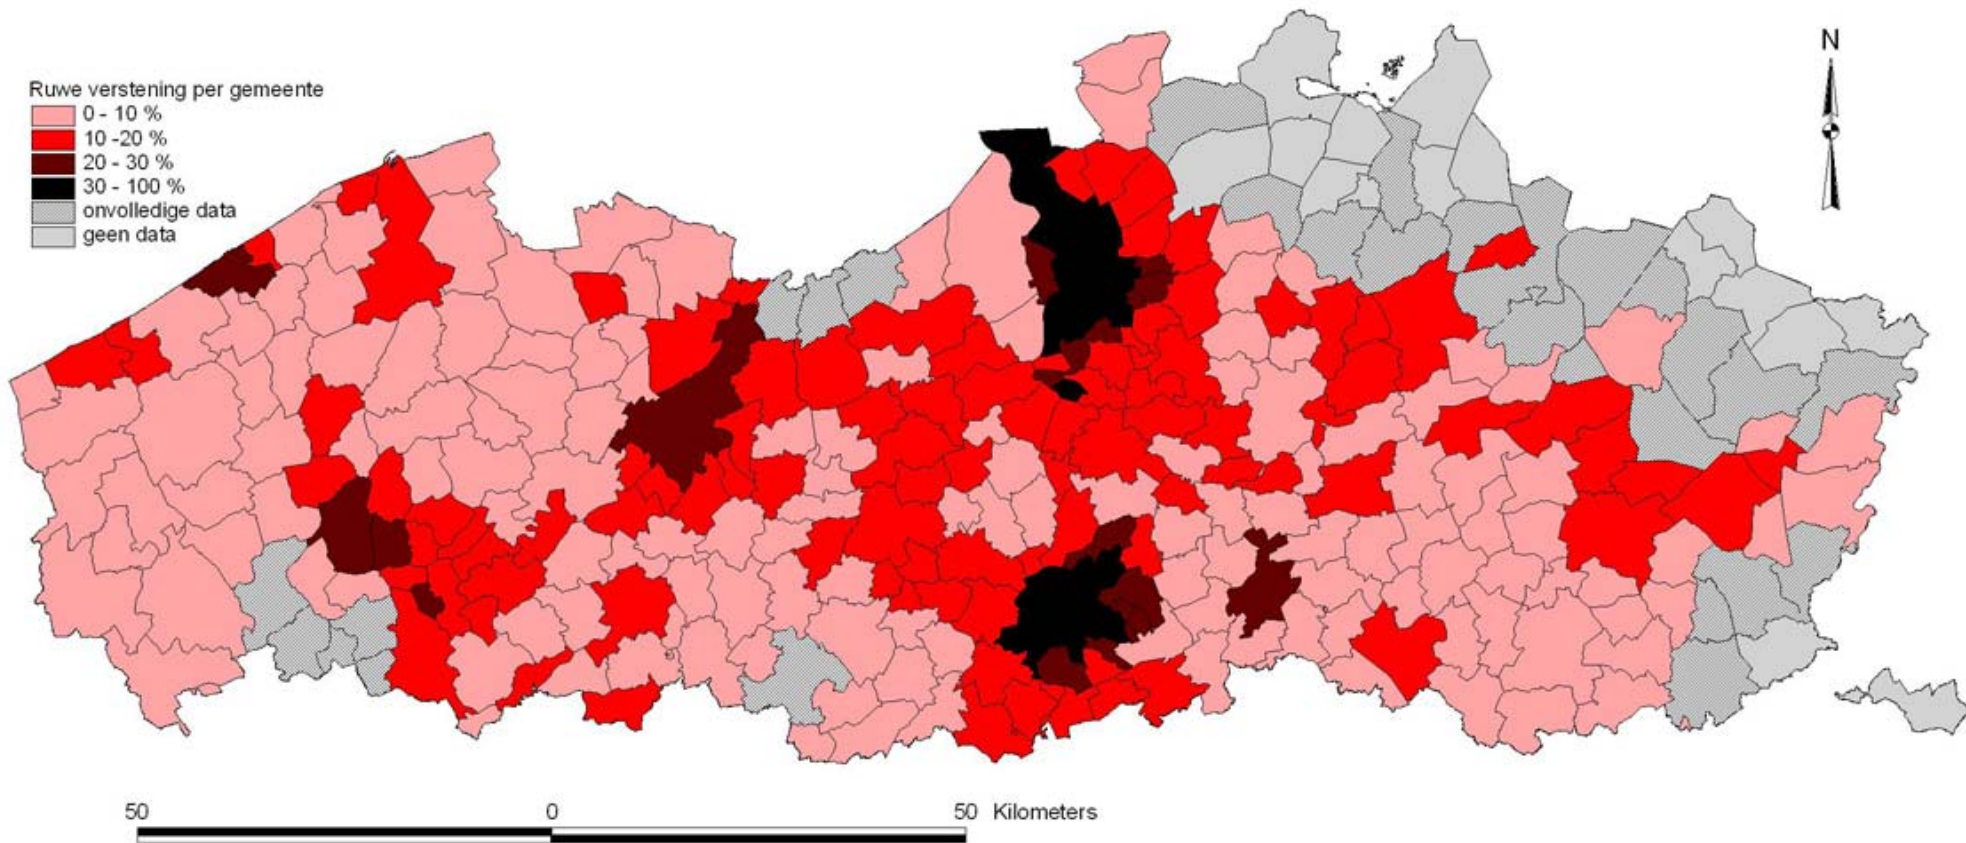 N
Ruwe verstening per gemeente
0 - 10 %
10 -20 %
20 - 30 %
30 - 100 %
onvolledige data
geen data
50 0 50 Kilometers